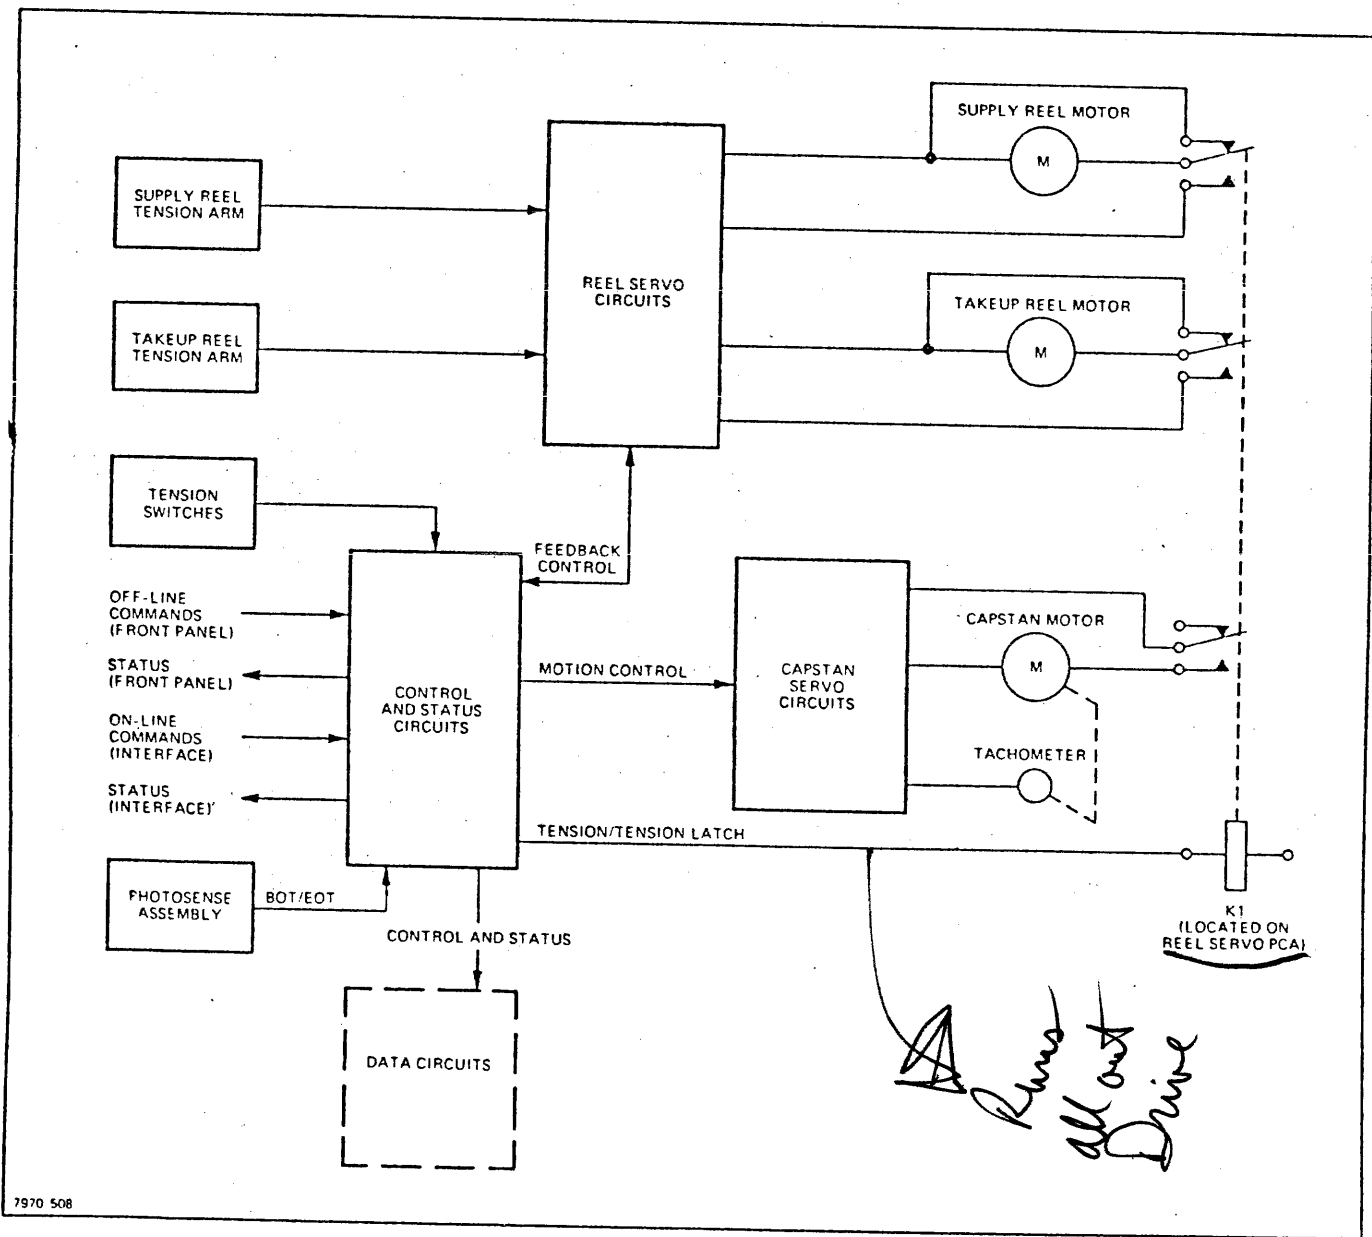 SUPPLY REEL MOTOR
M
SUPPLY REEL
TENSION ARM
REEL SERVO
CIRCUITS
TAKEUP REEL MOTOR
M
TAKEUP REEL
TENSION ARM
TENSION
SWITCHES
FEEDBACK
CONTROL
OFF-LINE
COMMANDS
(FRONT PANEL)
STATUS
(FRONT PANEL)
ON-LINE
COMMANDS
(INTERFACE)
STATUS
(INTERFACE)
CONTROL
AND STATUS
CIRCUITS
MOTION CONTROL
CAPSTAN
SERVO
CIRCUITS
CAPSTAN MOTOR
M
TACHOMETER
TENSION/TENSION LATCH
PHOTOSENSE
ASSEMBLY
BOT/EOT
CONTROL AND STATUS
K1
(LOCATED ON
REEL SERVO PCA)
DATA CIRCUITS
Runs
all out
Drive
7970 508